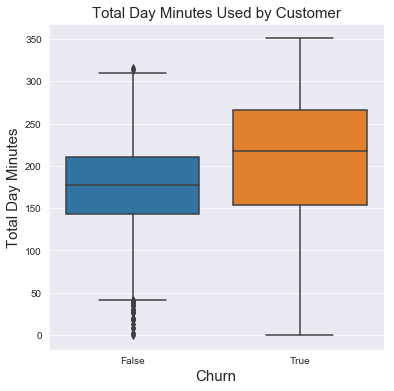 Total Day Minutes Used by Customer
Total Day Minutes
350
300
250
200
150
100
50
0
False
True
Churn